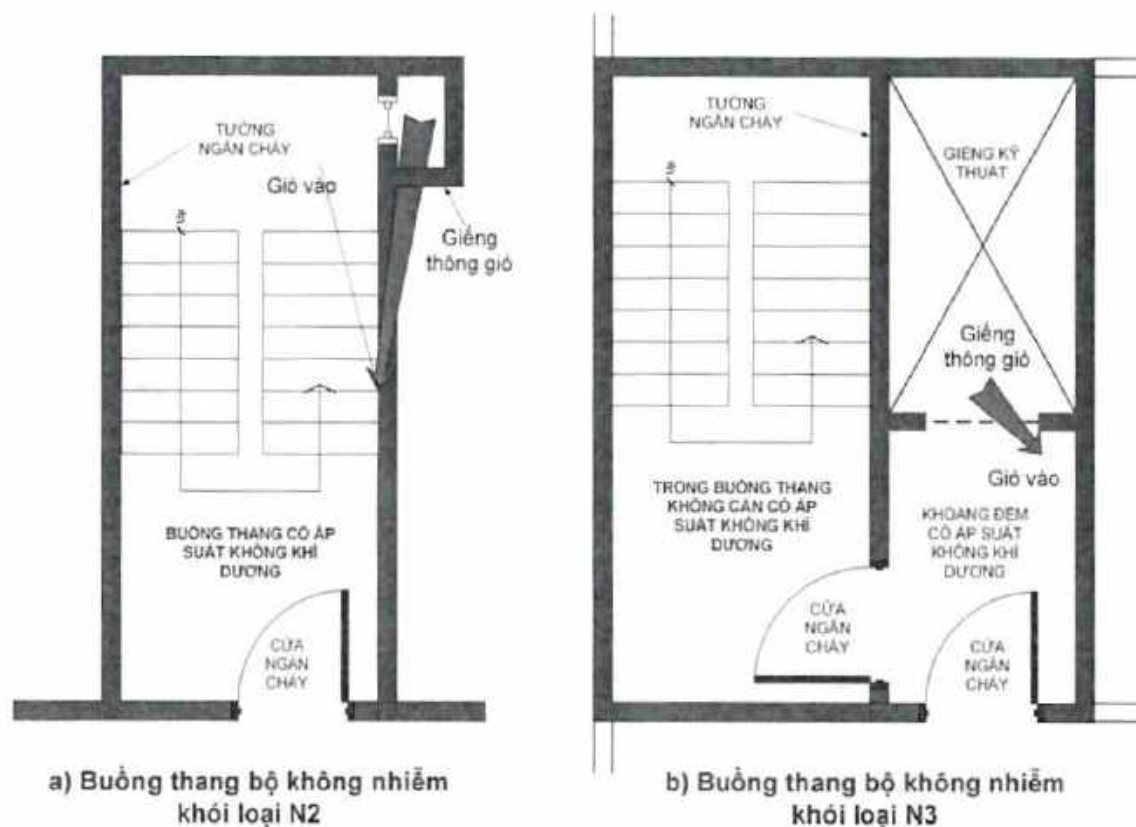 TƯỜNG
NGĂN CHÁY
Gió vào
Giếng
thông gió
BUỒNG THANG CÓ ÁP
SUẤT KHÔNG KHÍ
DƯƠNG
CỬA
NGĂN
CHÁY
a) Buồng thang bộ không nhiễm
khói loại N2
TƯỜNG
NGĂN CHÁY
GIẾNG KỸ
THUẬT
Giếng
thông gió
Gió vào
TRONG BUỒNG THANG
KHÔNG CẦN CÓ ÁP
SUẤT KHÔNG KHÍ
DƯƠNG
KHOANG ĐỆM
CÓ ÁP SUẤT
KHÔNG KHÍ
DƯƠNG
CỬA
NGĂN
CHÁY
CỬA
NGĂN
CHÁY
b) Buồng thang bộ không nhiễm
khói loại N3